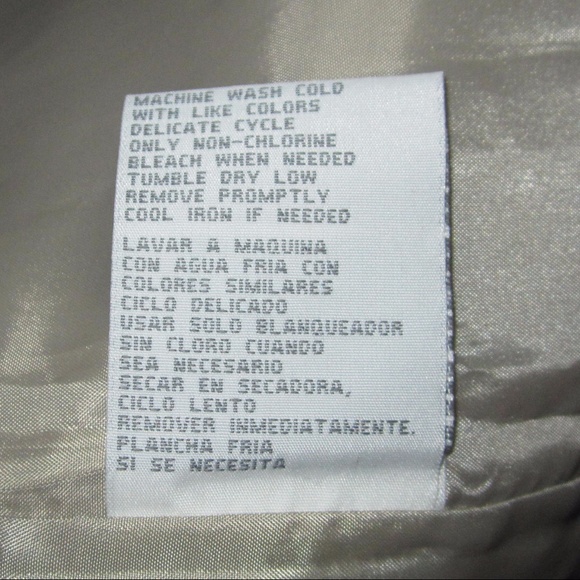 MACHINE WASH COLD
WITH LIKE COLORS
DELICATE CYCLE
ONLY NON-CHLORINE
BLEACH WHEN NEEDED
TUMBLE DRY LOW
REMOVE PROMPTLY
COOL IRON IF NEEDED
LAVAR A MAQUINA
CON AGUA FRIA CON
COLORES SIMILARES
CICLO DELICADO
USAR SOLO BLANQUEADOR
SIN CLORO CUANDO
SEA NECESARIO
SECAR EN SECADORA,
CICLO LENTO
REMOVER INMEDIATAMENTE.
PLANCHA FRIA
SI SE NECESITA